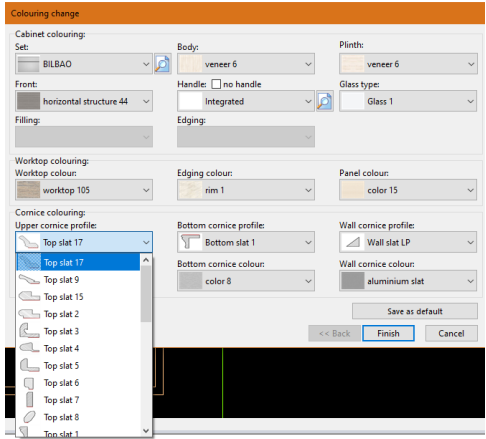 Colouring change
Cabinet colouring:
Set:
Body:
Plinth:
BILBAO
veneer 6
veneer 6
Front:
Handle: no handle
Glass type:
horizontal structure 44
Integrated
Glass 1
Filling:
Edging:
Worktop colouring:
Worktop colour:
Edging colour:
Panel colour:
worktop 105
rim 1
color 15
Cornice colouring:
Upper cornice profile:
Bottom cornice profile:
Wall cornice profile:
Top slat 17
Bottom slat 1
Wall slat LP
Bottom cornice colour:
Wall cornice colour:
color 8
aluminium slat
Top slat 17
Top slat 9
Top slat 15
Top slat 2
Top slat 3
Top slat 4
Top slat 5
Top slat 6
Top slat 7
Top slat 8
Top slat 1
Save as default
<< Back
Finish
Cancel